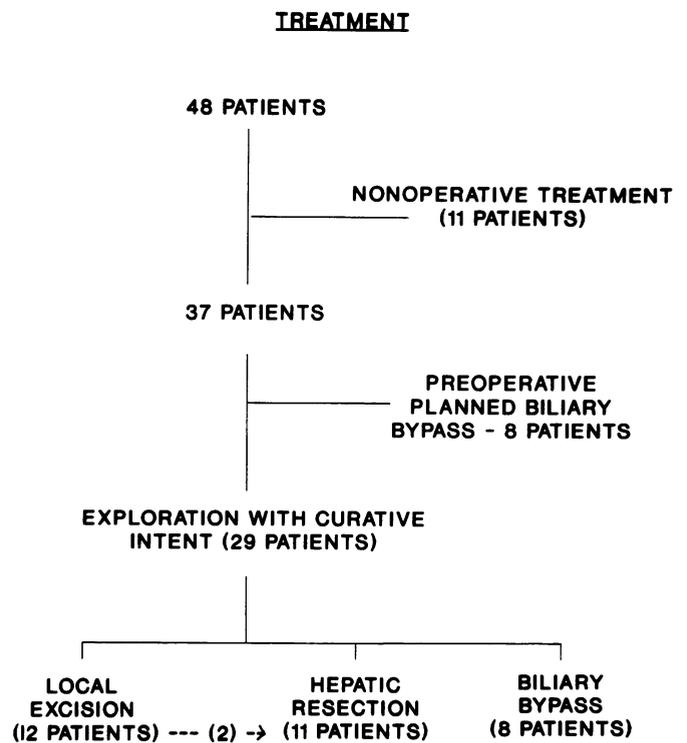 TREATMENT
48 PATIENTS
NONOPERATIVE TREATMENT
(11 PATIENTS)
37 PATIENTS
PREOPERATIVE
PLANNED BILIARY
BYPASS - 8 PATIENTS
EXPLORATION WITH CURATIVE
INTENT (29 PATIENTS)
LOCAL
EXCISION
(12 PATIENTS) --- (2) →
HEPATIC
RESECTION
(11 PATIENTS)
BILIARY
BYPASS
(8 PATIENTS)